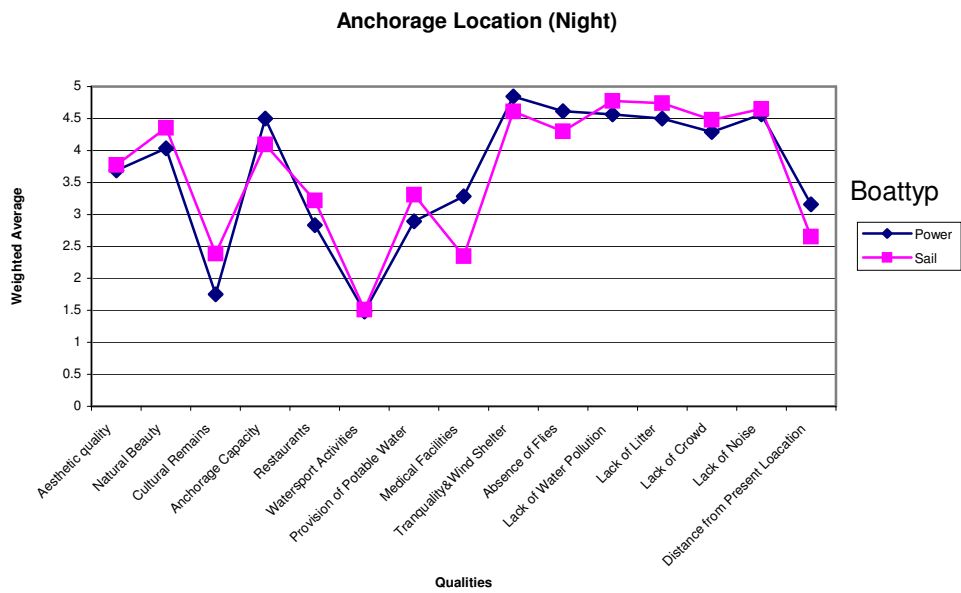 Anchorage Location (Night)
5
4.5
4
3.5
3
2.5
2
1.5
1
0.5
0
Weighted Average
Aesthetic quality
Natural Beauty
Cultural Remains
Anchorage Capacity
Restaurants
Watersport Activities
Provision of Potable Water
Medical Facilities
Tranquality&Wind Shelter
Absence of Flies
Lack of Water Pollution
Lack of Litter
Lack of Crowd
Lack of Noise
Distance from Present Loacation
Qualities
Boattyp
Power
Sail